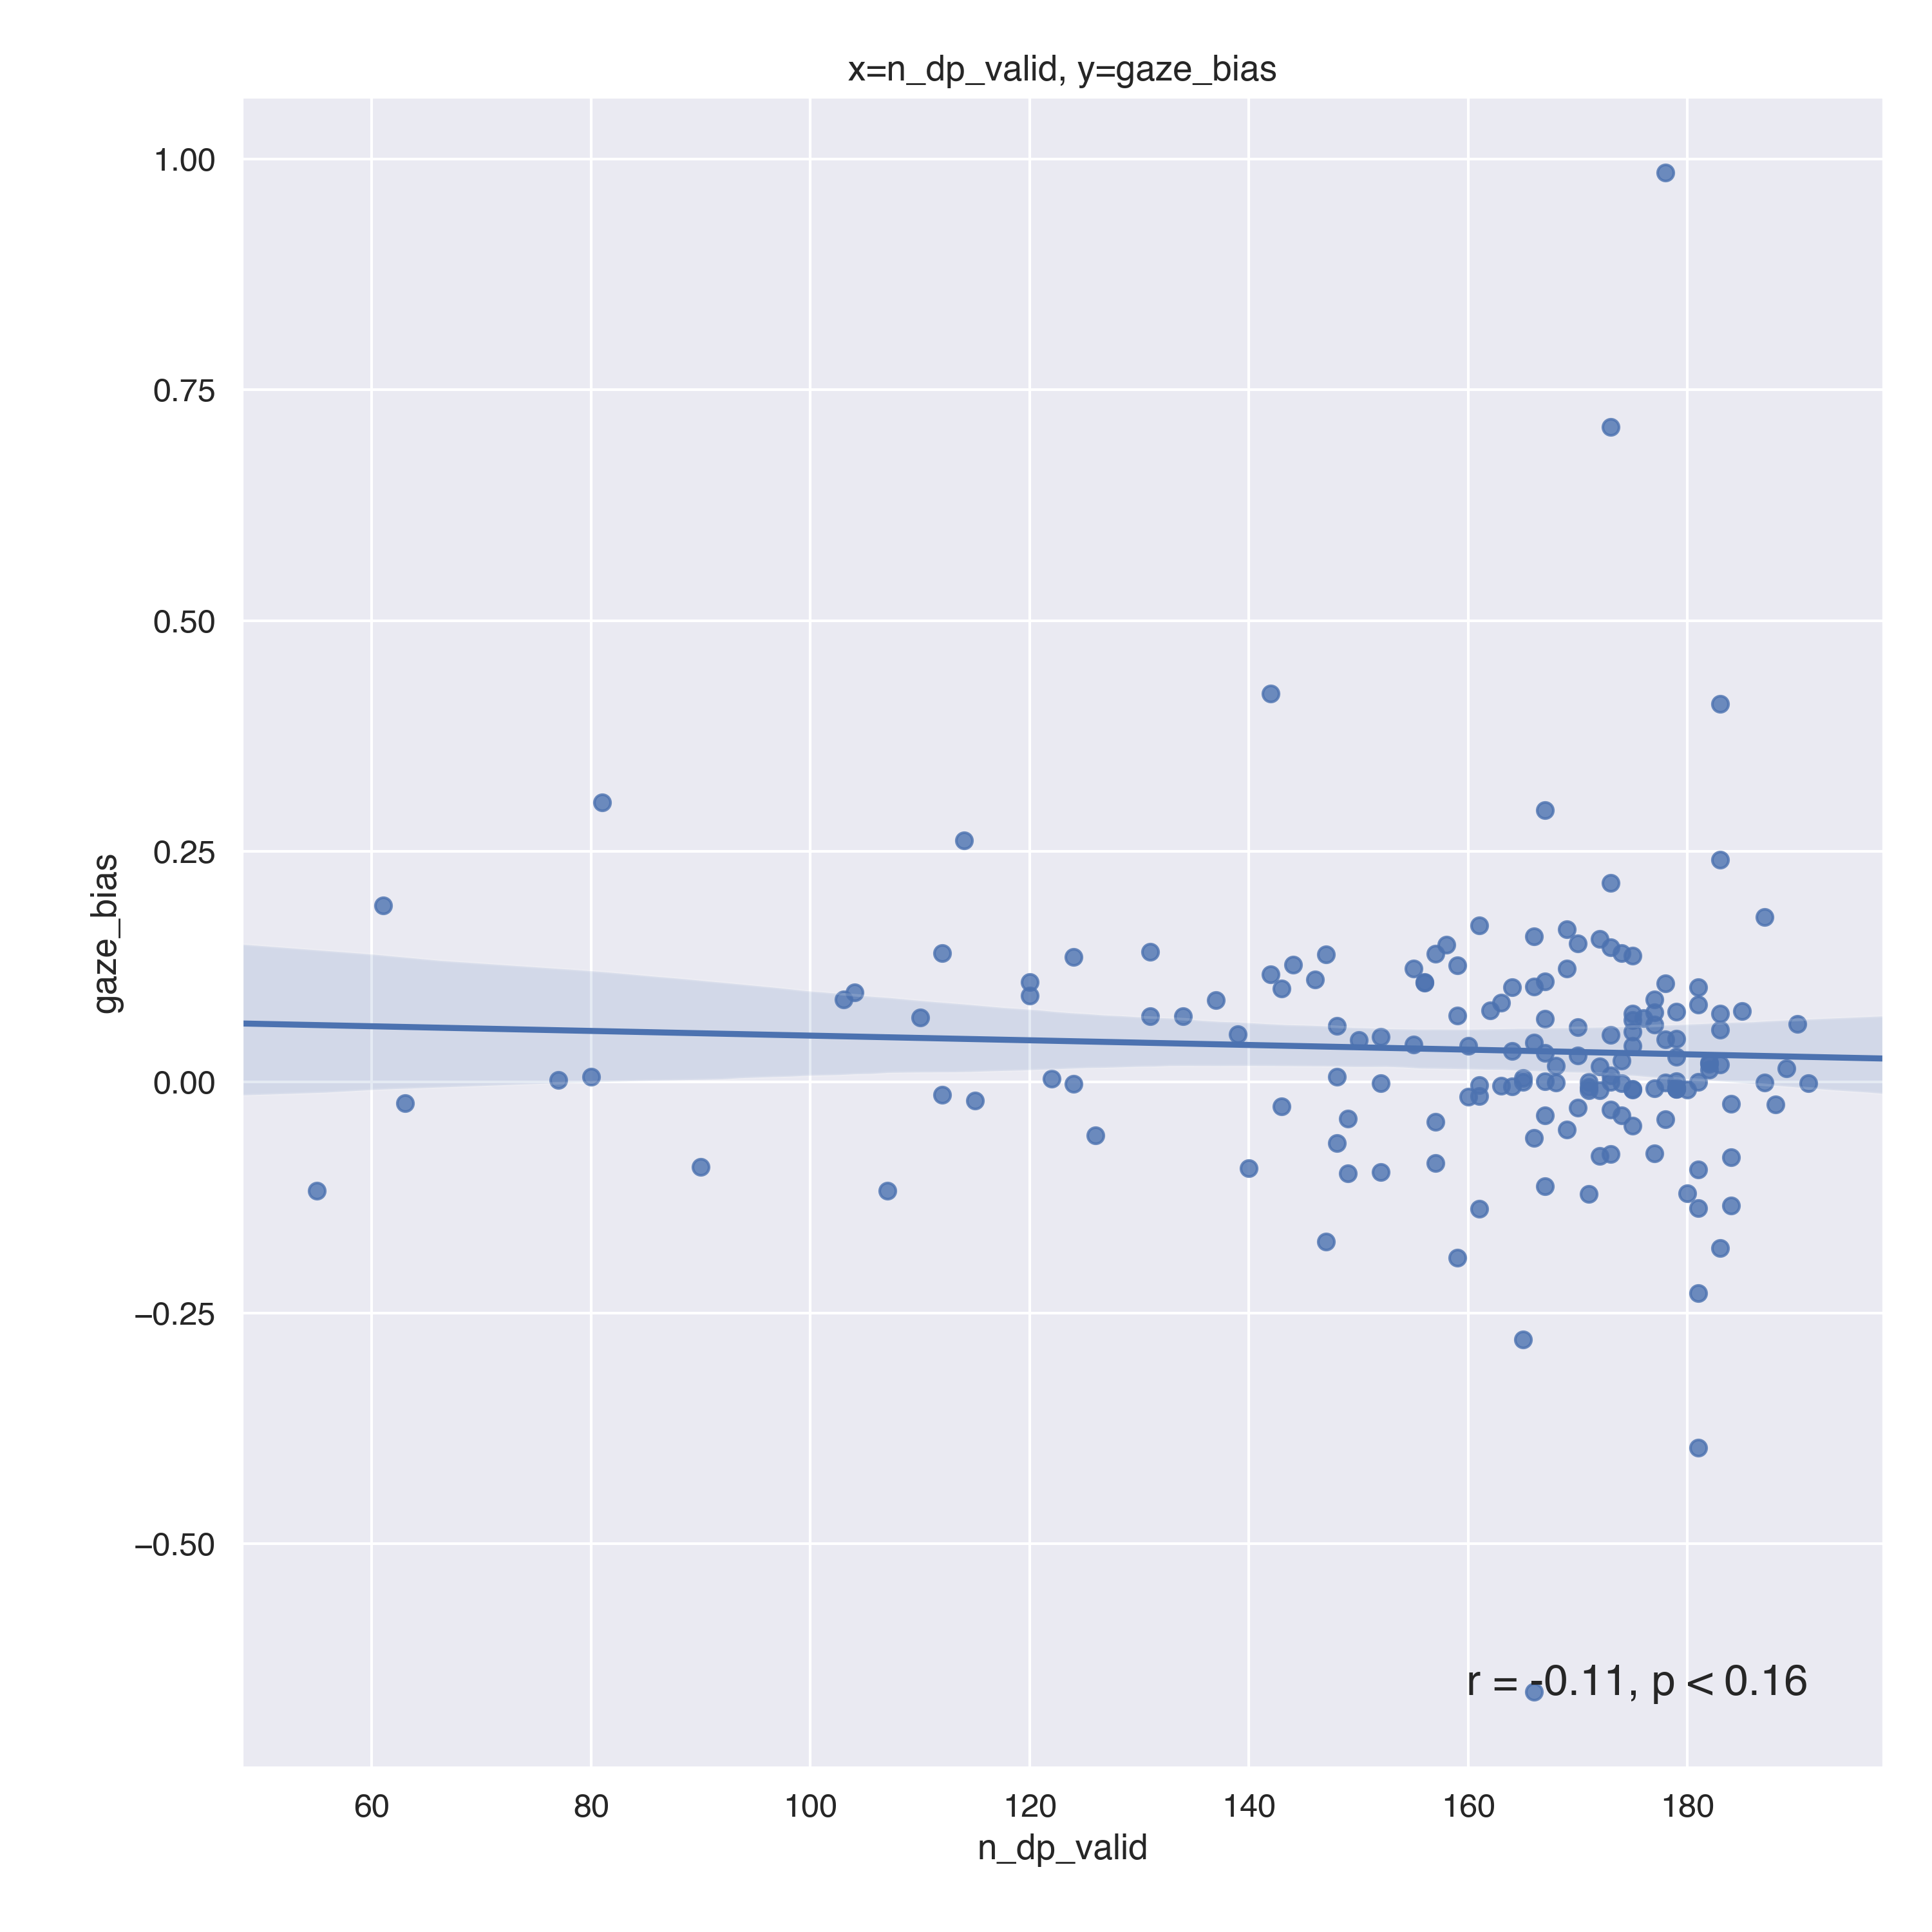 x=n_dp_valid, y=gaze_bias
1.00
0.75
0.50
0.25
0.00
−0.25
−0.50
gaze_bias
r = -0.11, p < 0.16
60 80 100 120 140 160 180
n_dp_valid